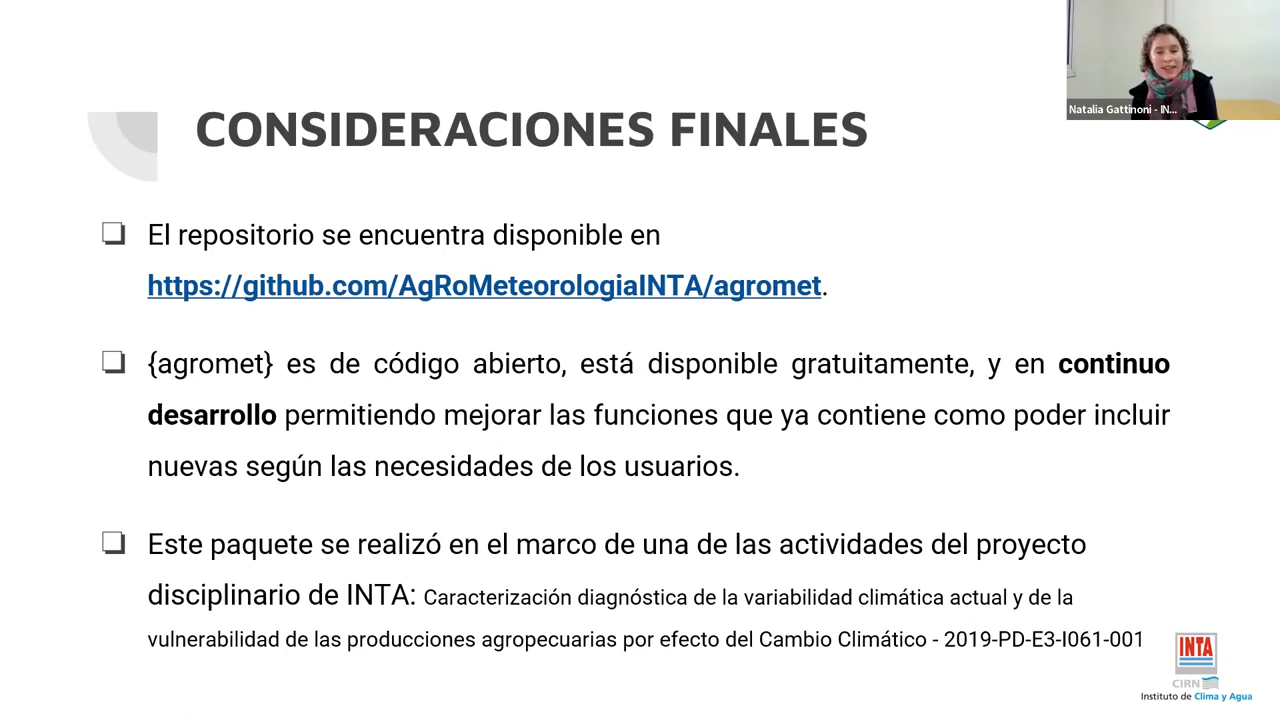 Natalia Gattinoni - IN...
CONSIDERACIONES FINALES
El repositorio se encuentra disponible en
https://github.com/AgRoMeteorologiaINTA/agromet.
{agromet} es de código abierto, está disponible gratuitamente, y en continuo
desarrollo permitiendo mejorar las funciones que ya contiene como poder incluir
nuevas según las necesidades de los usuarios.
Este paquete se realizó en el marco de una de las actividades del proyecto
disciplinario de INTA: Caracterización diagnóstica de la variabilidad climática actual y de la
vulnerabilidad de las producciones agropecuarias por efecto del Cambio Climático - 2019-PD-E3-I061-001
INTA
CIRN
Instituto de Clima y Agua